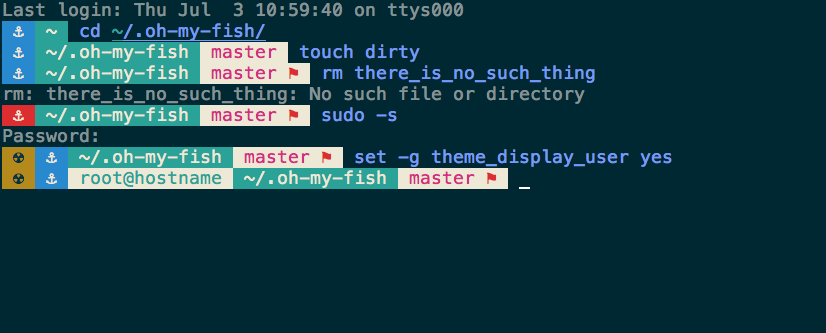 Last login: Thu Jul  3 10:59:40 on ttys000
⚓ ~ cd ~/.oh-my-fish/
⚓ ~/.oh-my-fish master touch dirty
⚓ ~/.oh-my-fish master ⚑ rm there_is_no_such_thing
rm: there_is_no_such_thing: No such file or directory
⚓ ~/.oh-my-fish master ⚑ sudo -s
Password:
☢ ⚓ ~/.oh-my-fish master ⚑ set -g theme_display_user yes
☢ ⚓ root@hostname ~/.oh-my-fish master ⚑ _